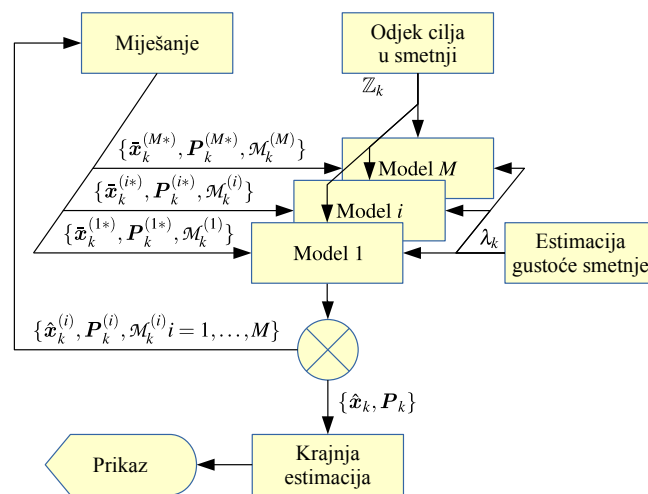 Miješanje
Odjek cilja
u smetnji
ℤ_k
{x̄_k^(M*), P_k^(M*), ℳ_k^(M)}
Model M
{x̄_k^(i*), P_k^(i*), ℳ_k^(i)}
Model i
{x̄_k^(1*), P_k^(1*), ℳ_k^(1)}
Model 1
λ_k
Estimacija
gustoće smetnje
{x̂_k^(i), P_k^(i), ℳ_k^(i) i = 1,…,M}
{x̂_k, P_k}
Prikaz
Krajnja
estimacija